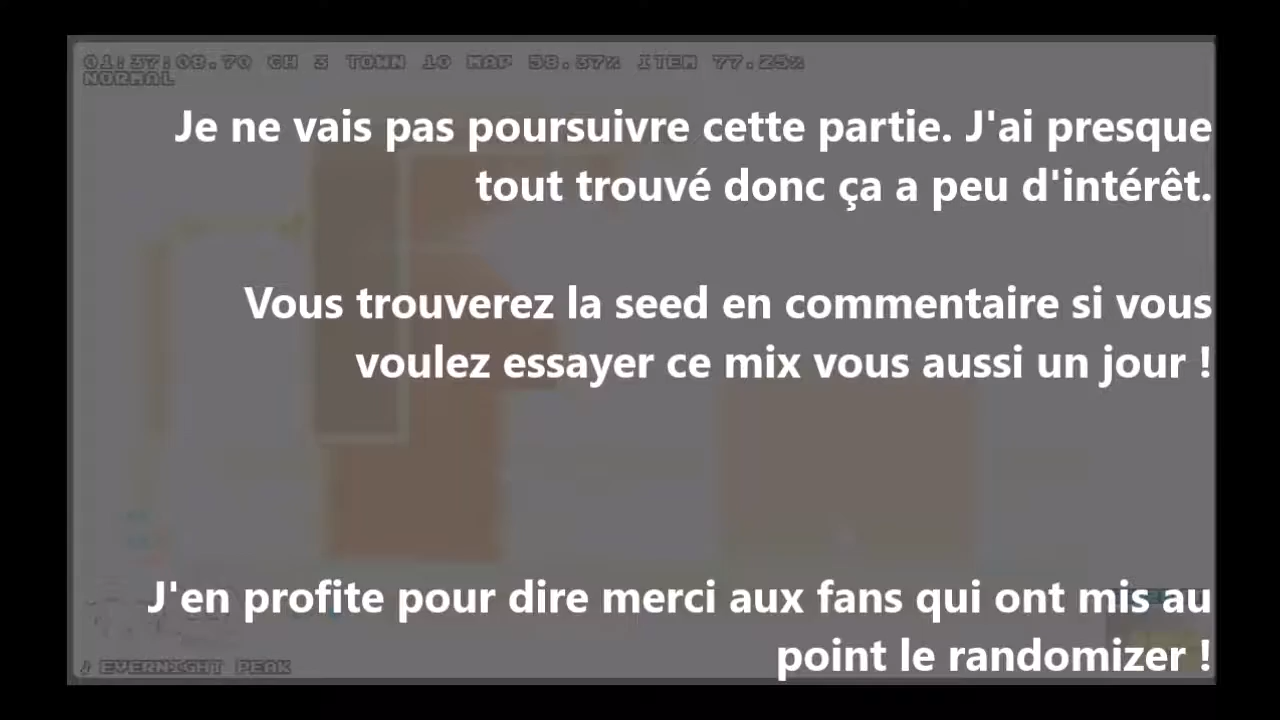 01:37:08.70 CH 3 TOWN 10 MAP 58.37% ITEM 77.25%
NORMAL
Je ne vais pas poursuivre cette partie. J'ai presque
tout trouvé donc ça a peu d'intérêt.
Vous trouverez la seed en commentaire si vous
voulez essayer ce mix vous aussi un jour !
J'en profite pour dire merci aux fans qui ont mis au
point le randomizer !
♪ EVERNIGHT PEAK